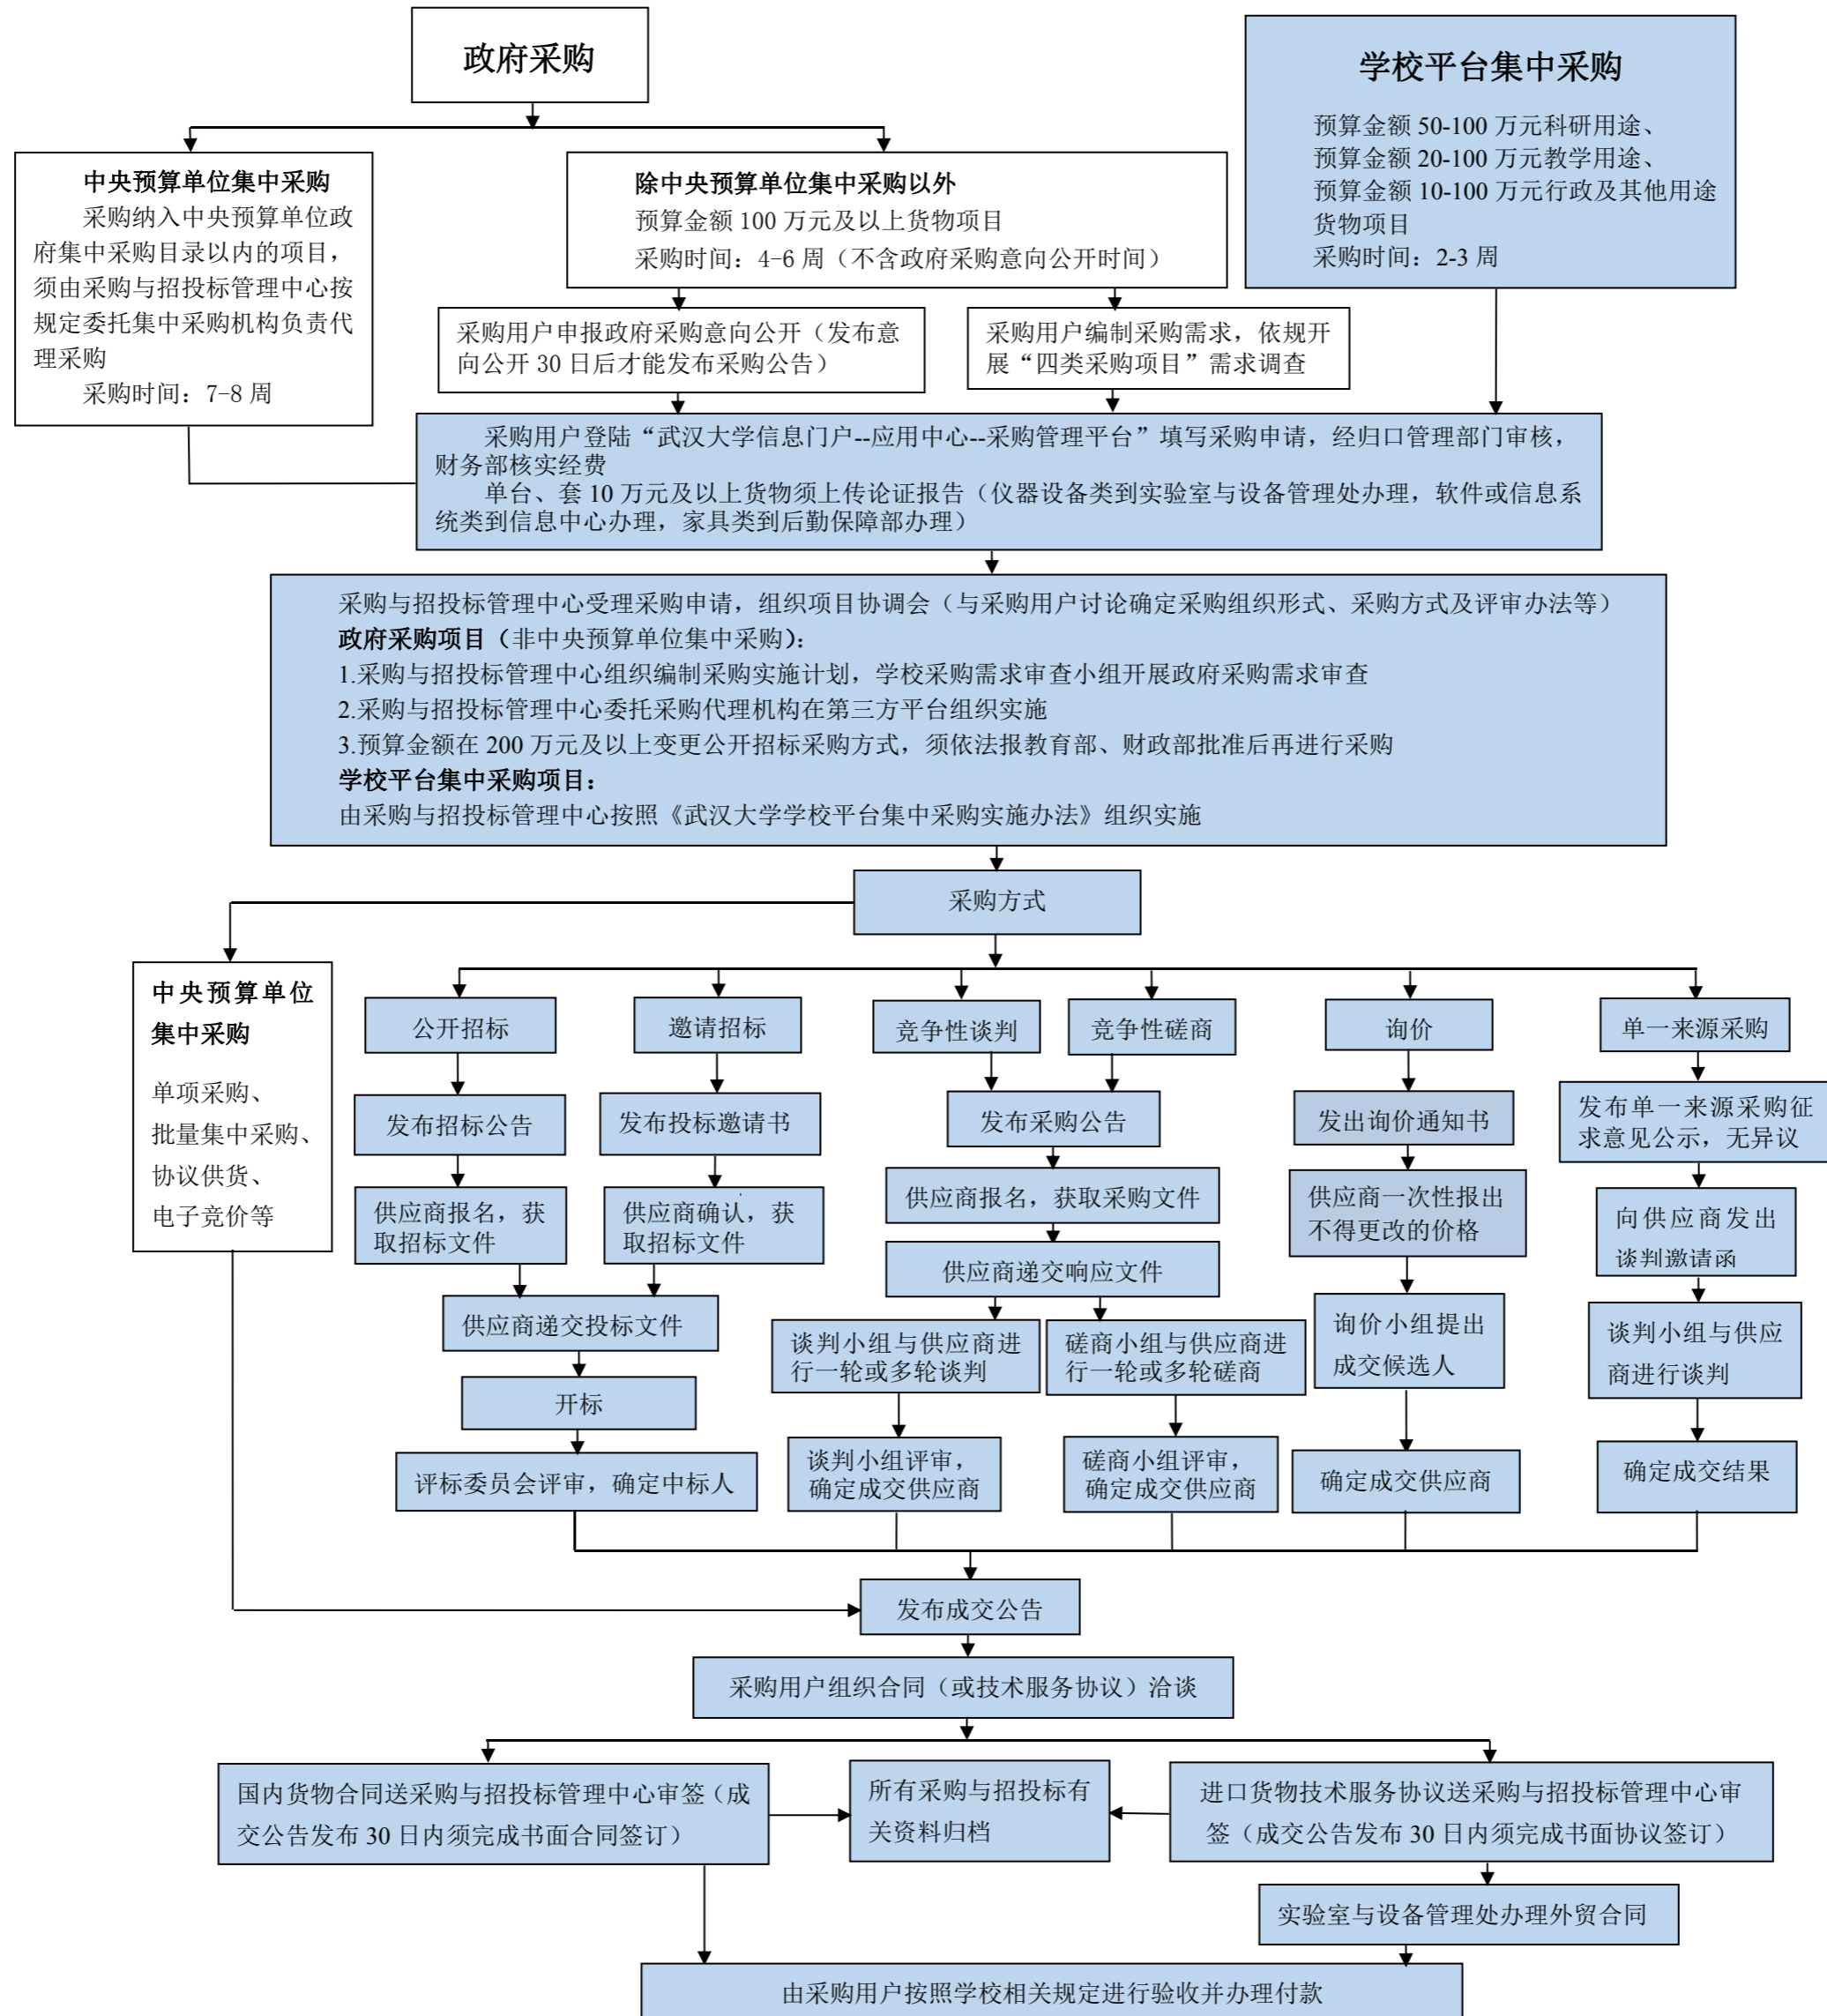 政府采购
学校平台集中采购
预算金额 50-100 万元科研用途、
预算金额 20-100 万元教学用途、
预算金额 10-100 万元行政及其他用途
货物项目
采购时间：2-3 周
中央预算单位集中采购
采购纳入中央预算单位政
府集中采购目录以内的项目，
须由采购与招投标管理中心按
规定委托集中采购机构负责代
理采购
采购时间：7-8 周
除中央预算单位集中采购以外
预算金额 100 万元及以上货物项目
采购时间：4-6 周（不含政府采购意向公开时间）
采购用户申报政府采购意向公开（发布意
向公开 30 日后才能发布采购公告）
采购用户编制采购需求，依规开
展“四类采购项目”需求调查
采购用户登陆“武汉大学信息门户--应用中心--采购管理平台”填写采购申请，经归口管理部门审核，
财务部核实经费
单台、套 10 万元及以上货物须上传论证报告（仪器设备类到实验室与设备管理处办理，软件或信息系
统类到信息中心办理，家具类到后勤保障部办理）
采购与招投标管理中心受理采购申请，组织项目协调会（与采购用户讨论确定采购组织形式、采购方式及评审办法等）
政府采购项目（非中央预算单位集中采购）：
1.采购与招投标管理中心组织编制采购实施计划，学校采购需求审查小组开展政府采购需求审查
2.采购与招投标管理中心委托采购代理机构在第三方平台组织实施
3.预算金额在 200 万元及以上变更公开招标采购方式，须依法报教育部、财政部批准后再进行采购
学校平台集中采购项目：
由采购与招投标管理中心按照《武汉大学学校平台集中采购实施办法》组织实施
采购方式
中央预算单位
集中采购
单项采购、
批量集中采购、
协议供货、
电子竞价等
公开招标
邀请招标
竞争性谈判
竞争性磋商
询价
单一来源采购
发布招标公告
发布投标邀请书
发布采购公告
发出询价通知书
发布单一来源采购征
求意见公示，无异议
供应商报名，获
取招标文件
供应商确认，获
取招标文件
供应商报名，获取采购文件
供应商一次性报出
不得更改的价格
向供应商发出
谈判邀请函
供应商递交投标文件
供应商递交响应文件
谈判小组与供应商进
行一轮或多轮谈判
磋商小组与供应商进
行一轮或多轮磋商
询价小组提出
成交候选人
谈判小组与供应
商进行谈判
开标
评标委员会评审，确定中标人
谈判小组评审，
确定成交供应商
磋商小组评审，
确定成交供应商
确定成交供应商
确定成交结果
发布成交公告
采购用户组织合同（或技术服务协议）洽谈
国内货物合同送采购与招投标管理中心审签（成
交公告发布 30 日内须完成书面合同签订）
所有采购与招投标有
关资料归档
进口货物技术服务协议送采购与招投标管理中心审
签（成交公告发布 30 日内须完成书面协议签订）
实验室与设备管理处办理外贸合同
由采购用户按照学校相关规定进行验收并办理付款